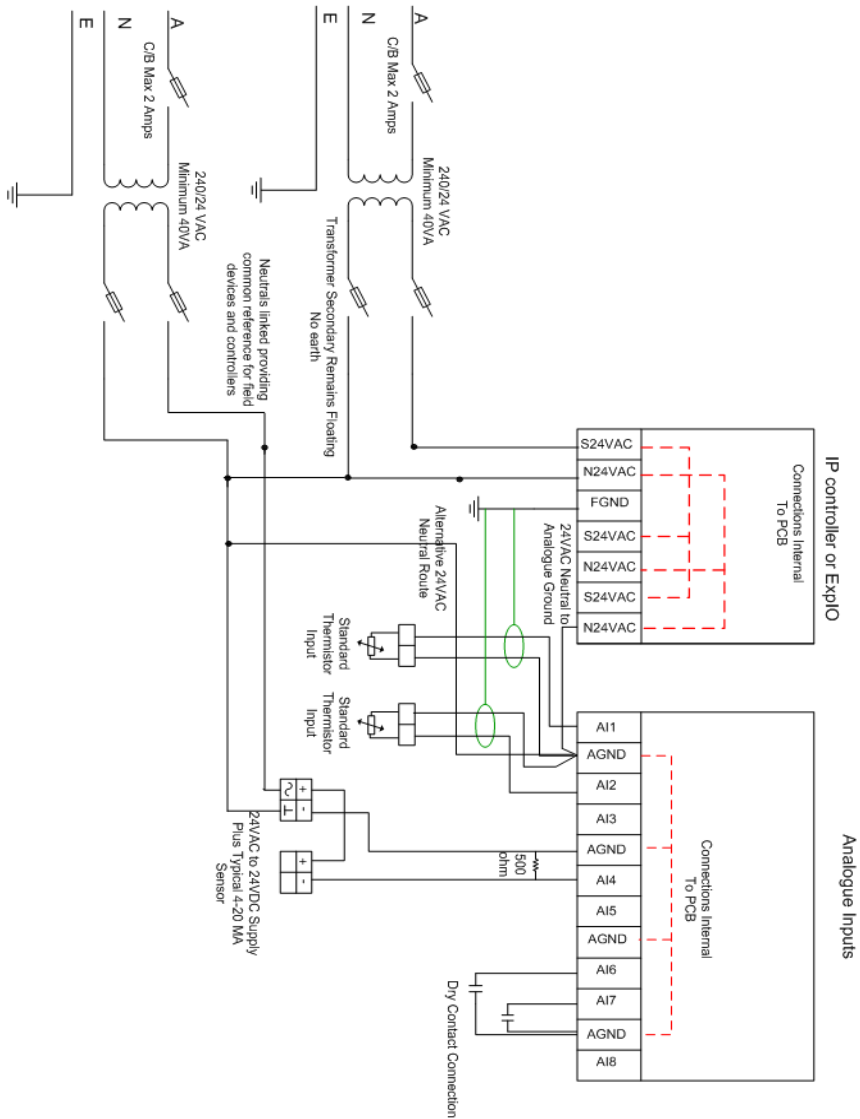 A
N
E
C/B Max 2 Amps
240/24 VAC
Minimum 40VA
A
N
E
C/B Max 2 Amps
240/24 VAC
Minimum 40VA
Transformer Secondary Remains Floating
No earth
Neutrals linked providing
common reference for field
devices and controllers
IP controller or ExpIO
Connections Internal
To PCB
S24VAC
N24VAC
FGND
S24VAC
N24VAC
S24VAC
N24VAC
24VAC Neutral to
Analogue Ground
Alternative 24VAC
Neutral Route
Standard
Thermistor
Input
Standard
Thermistor
Input
Analogue Inputs
Connections Internal
To PCB
AI1
AGND
AI2
AI3
AGND
AI4
AI5
AGND
AI6
AI7
AGND
AI8
500
ohm
+ -
+ -
24VAC to 24VDC Supply
Plus Typical 4-20 MA
Sensor
Dry Contact Connection